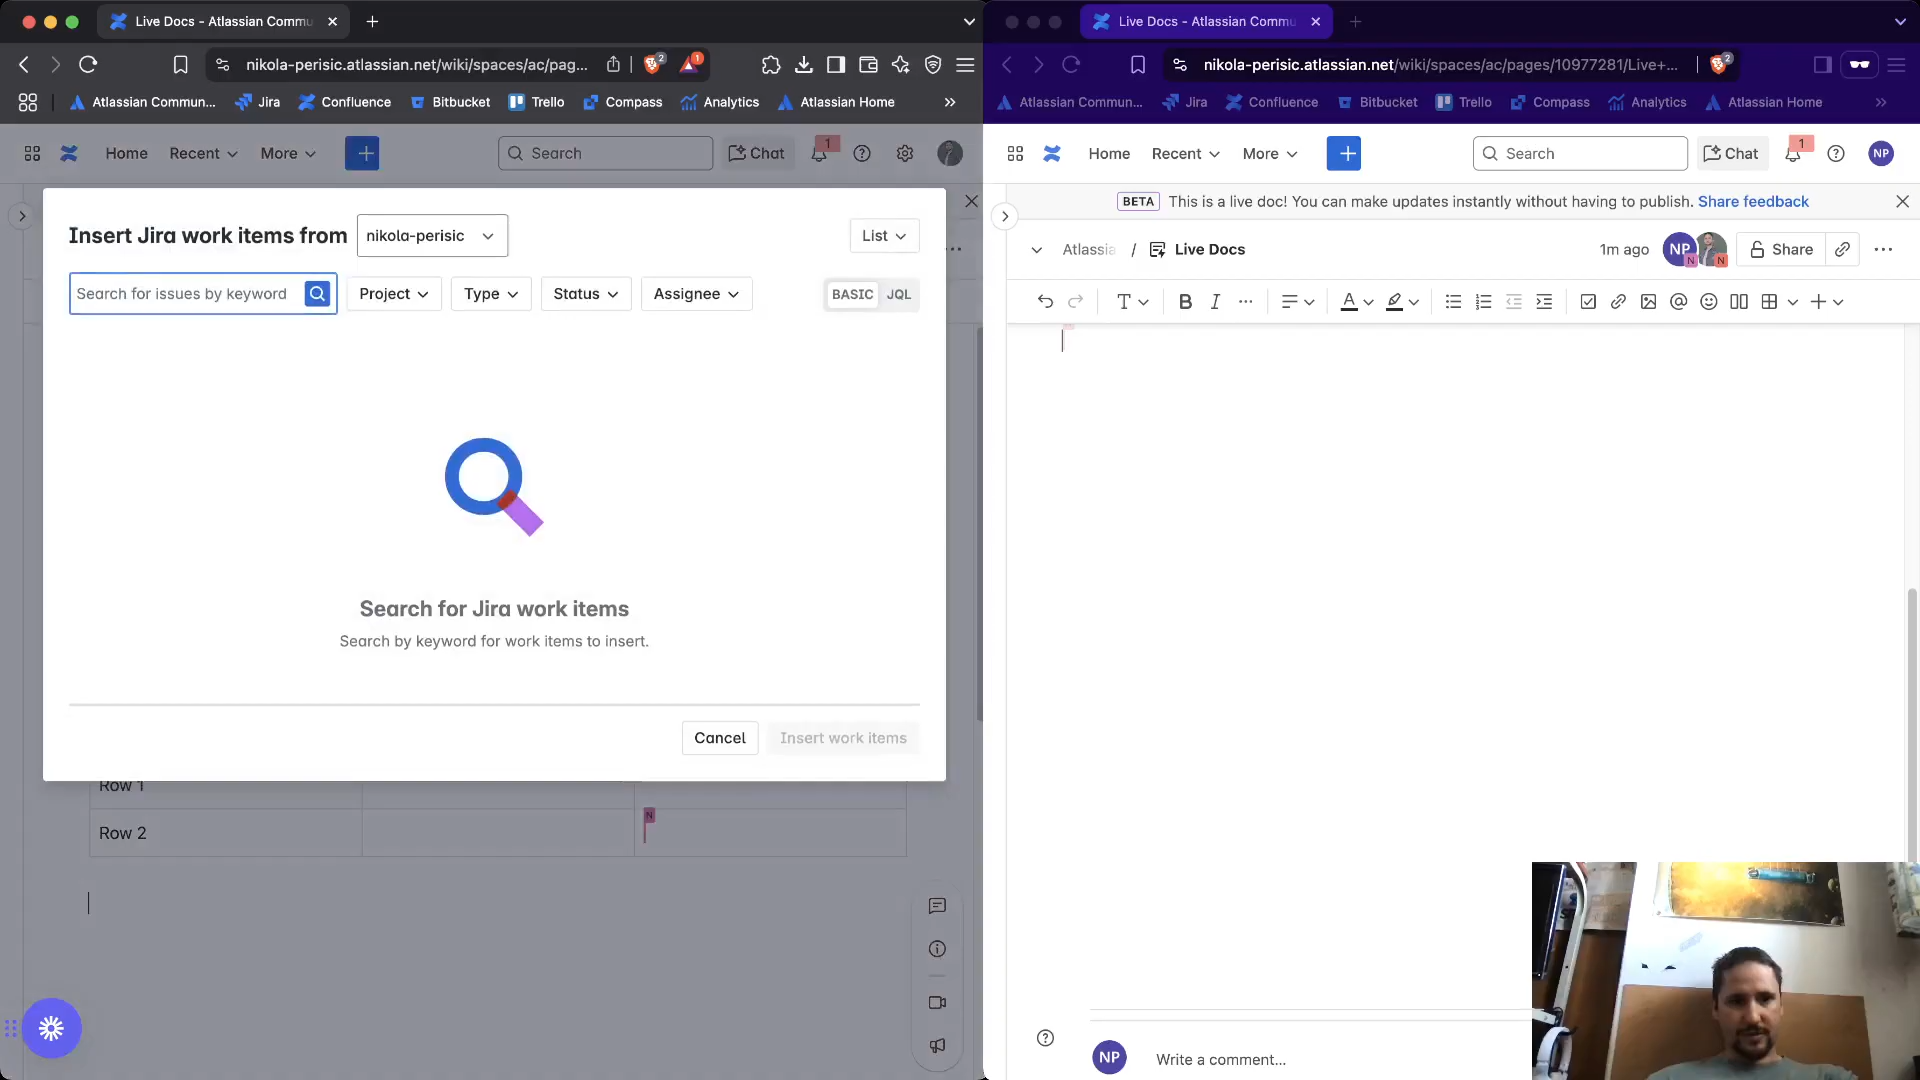 Live Docs - Atlassian Commu
nikola-perisic.atlassian.net/wiki/spaces/ac/pag...
2
1
Atlassian Commun...
Jira
Confluence
Bitbucket
Trello
Compass
Analytics
Atlassian Home
Home
Recent
More
Search
Chat
1
Insert Jira work items from
nikola-perisic
List
Search for issues by keyword
Project
Type
Status
Assignee
BASIC
JQL
Search for Jira work items
Search by keyword for work items to insert.
Cancel
Insert work items
Row 1
Row 2
N
Live Docs - Atlassian Commu
nikola-perisic.atlassian.net/wiki/spaces/ac/pages/10977281/Live+...
2
Atlassian Commun...
Jira
Confluence
Bitbucket
Trello
Compass
Analytics
Atlassian Home
Home
Recent
More
Search
Chat
1
NP
BETA
This is a live doc! You can make updates instantly without having to publish. Share feedback
Atlassia
/
Live Docs
1m ago
NP
N
N
Share
T
B
I
A
NP
Write a comment...